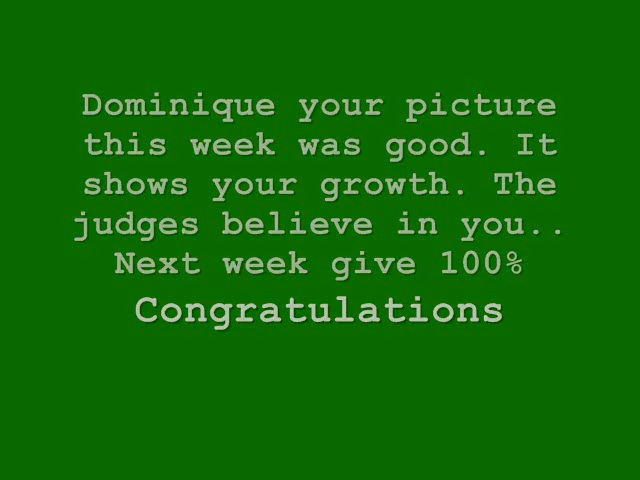 Dominique your picture
this week was good. It
shows your growth. The
judges believe in you..
Next week give 100%
Congratulations